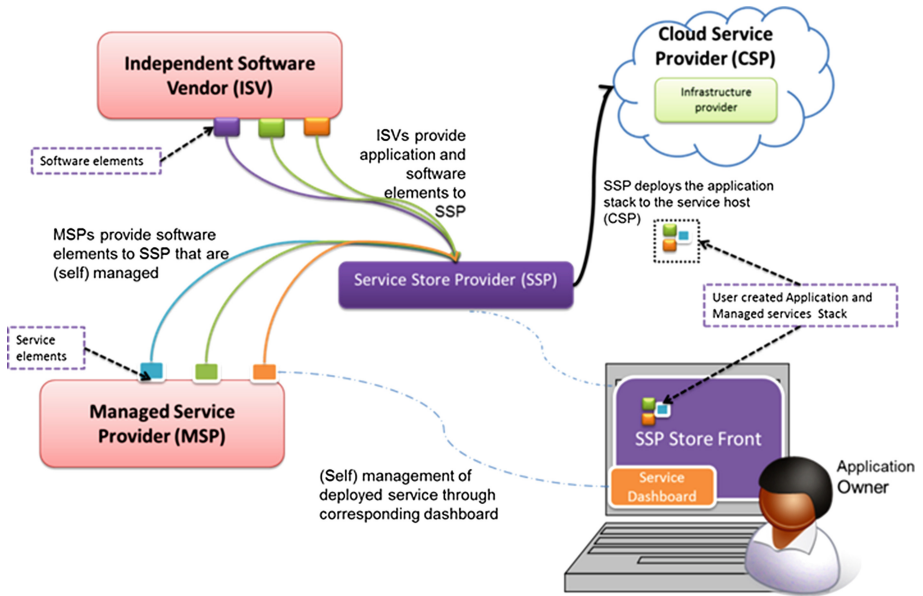 Independent Software
Vendor (ISV)
Cloud Service
Provider (CSP)
Infrastructure
provider
Software elements
ISVs provide
application and
software
elements to
SSP
SSP deploys the application
stack to the service host
(CSP)
MSPs provide software
elements to SSP that are
(self) managed
Service Store Provider (SSP)
User created Application and
Managed services Stack
Service
elements
Managed Service
Provider (MSP)
SSP Store Front
Service
Dashboard
Application
Owner
(Self) management of
deployed service through
corresponding dashboard